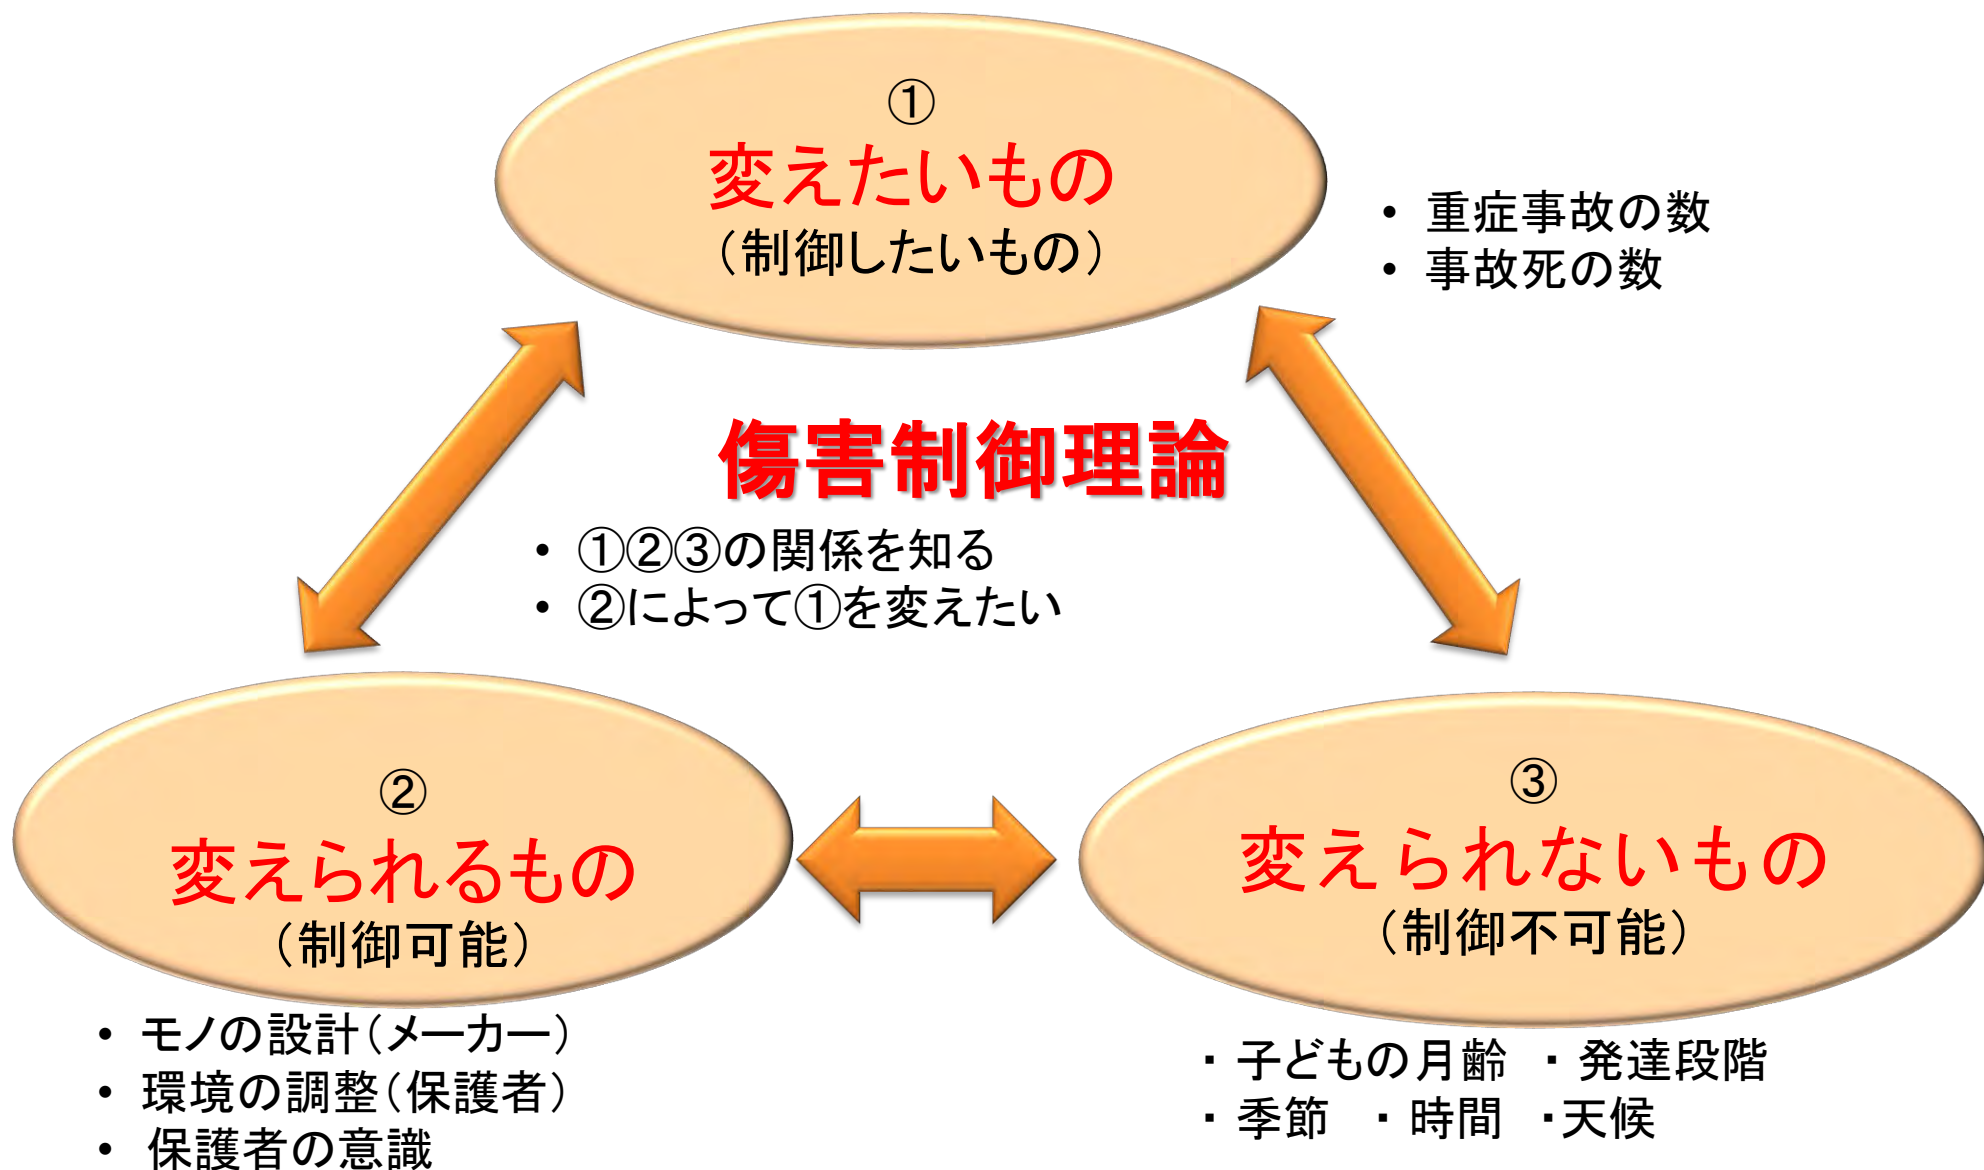 ①
変えたいもの
（制御したいもの）
• 重症事故の数
• 事故死の数
傷害制御理論
• ①②③の関係を知る
• ②によって①を変えたい
②
変えられるもの
（制御可能）
• モノの設計（メーカー）
• 環境の調整（保護者）
• 保護者の意識
③
変えられないもの
（制御不可能）
・子どもの月齢 ・発達段階
・季節 ・時間 ・天候